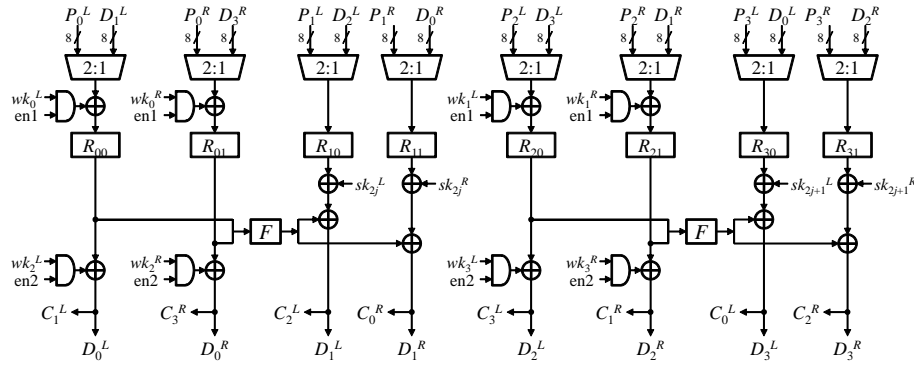 P₀ᴸ D₁ᴸ P₀ᴿ D₃ᴿ P₁ᴸ D₂ᴸ P₁ᴿ D₀ᴿ P₂ᴸ D₃ᴸ P₂ᴿ D₁ᴿ P₃ᴸ D₀ᴸ P₃ᴿ D₂ᴿ
8 8 8 8 8 8 8 8 8 8 8 8 8 8 8 8
2:1 2:1 2:1 2:1 2:1 2:1 2:1 2:1
wk₀ᴸ wk₀ᴿ wk₁ᴸ wk₁ᴿ
en1 en1 en1 en1
R₀₀ R₀₁ R₁₀ R₁₁ R₂₀ R₂₁ R₃₀ R₃₁
sk₂ⱼᴸ sk₂ⱼᴿ sk₂ⱼ₊₁ᴸ sk₂ⱼ₊₁ᴿ
F F
wk₂ᴸ wk₂ᴿ wk₃ᴸ wk₃ᴿ
en2 en2 en2 en2
C₁ᴸ C₃ᴿ C₂ᴸ C₀ᴿ C₃ᴸ C₁ᴿ C₀ᴸ C₂ᴿ
D₀ᴸ D₀ᴿ D₁ᴸ D₁ᴿ D₂ᴸ D₂ᴿ D₃ᴸ D₃ᴿ